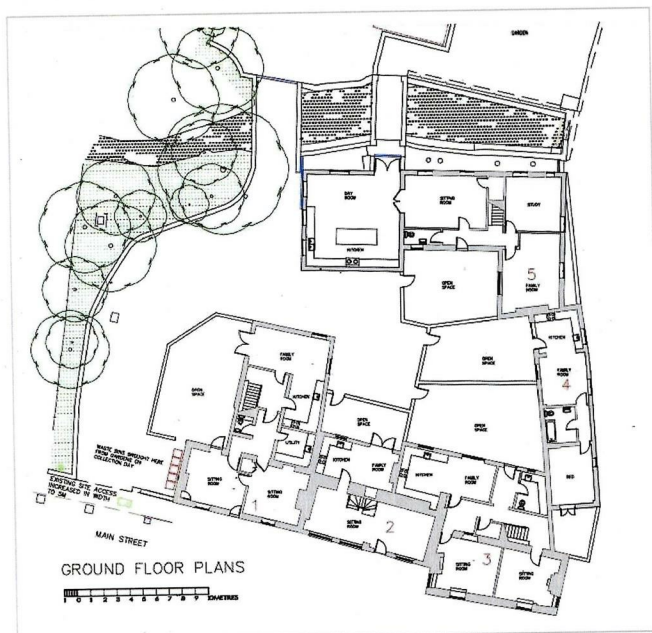 GARDEN
DAY
ROOM
KITCHEN
SITTING
ROOM
STUDY
5
FAMILY
ROOM
OPEN
SPACE
KITCHEN
FAMILY
ROOM
4
BED
OPEN
SPACE
OPEN
SPACE
OPEN
SPACE
FAMILY
ROOM
KITCHEN
UTILITY
OPEN
SPACE
SITTING
ROOM
1
SITTING
ROOM
KITCHEN
FAMILY
ROOM
2
SITTING
ROOM
KITCHEN
FAMILY
ROOM
3
SITTING
ROOM
SITTING
ROOM
WASTE BINS BROUGHT HERE
FROM GARDENS ON
COLLECTION DAY
EXISTING SITE ACCESS
INCREASED IN WIDTH
TO 5M
MAIN STREET
GROUND FLOOR PLANS
1 0 1 2 3 4 5 6 7 8 9 10METRES